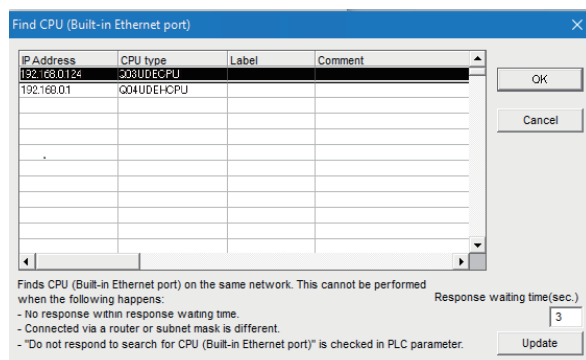 Find CPU (Built-in Ethernet port)
IP Address CPU type Label Comment
192.168.0.124 Q03UDECPU
192.168.0.1 Q04UDEHCPU
OK
Cancel
Finds CPU (Built-in Ethernet port) on the same network. This cannot be performed
when the following happens:
- No response within response waiting time.
- Connected via a router or subnet mask is different.
- "Do not respond to search for CPU (Built-in Ethernet port)" is checked in PLC parameter.
Response waiting time(sec.)
3
Update